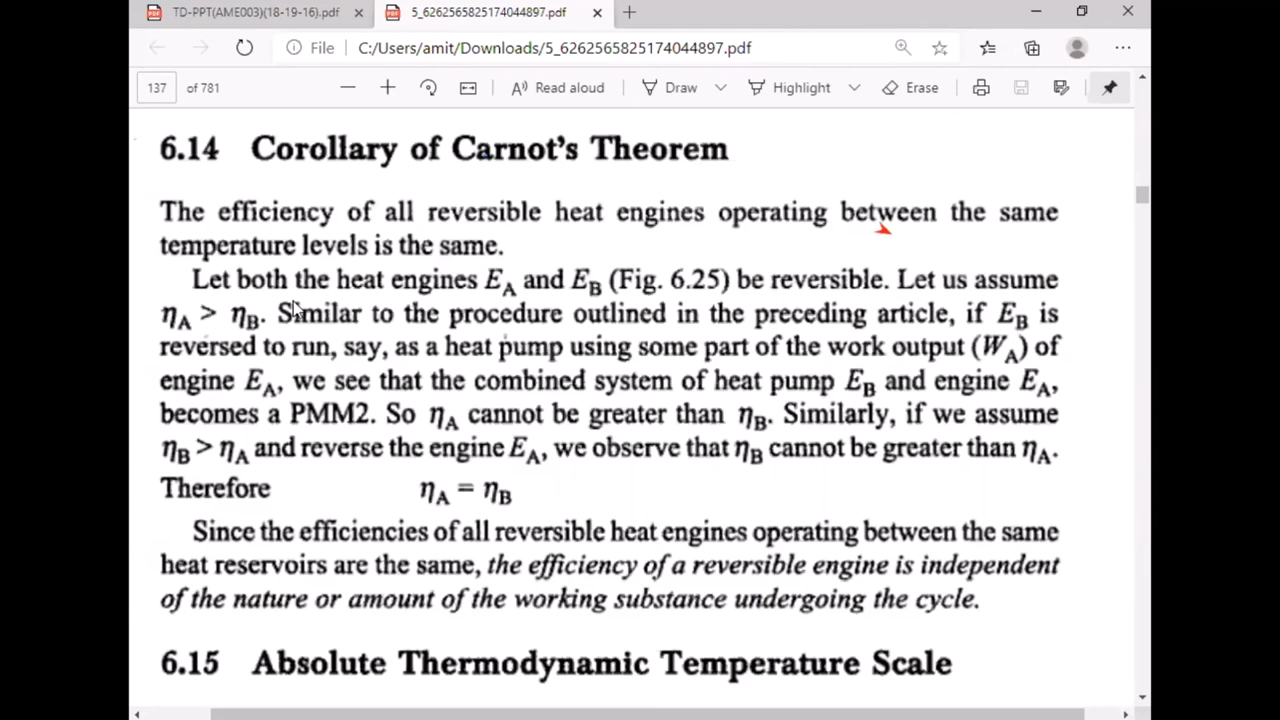 TD-PPT(AME003)(18-19-16).pdf
5_6262565825174044897.pdf
File C:/Users/amit/Downloads/5_6262565825174044897.pdf
137 of 781 Read aloud Draw Highlight Erase
6.14 Corollary of Carnot's Theorem
The efficiency of all reversible heat engines operating between the same
temperature levels is the same.
Let both the heat engines E_A and E_B (Fig. 6.25) be reversible. Let us assume
η_A > η_B. Similar to the procedure outlined in the preceding article, if E_B is
reversed to run, say, as a heat pump using some part of the work output (W_A) of
engine E_A, we see that the combined system of heat pump E_B and engine E_A,
becomes a PMM2. So η_A cannot be greater than η_B. Similarly, if we assume
η_B > η_A and reverse the engine E_A, we observe that η_B cannot be greater than η_A.
Therefore η_A = η_B
Since the efficiencies of all reversible heat engines operating between the same
heat reservoirs are the same, the efficiency of a reversible engine is independent
of the nature or amount of the working substance undergoing the cycle.
6.15 Absolute Thermodynamic Temperature Scale